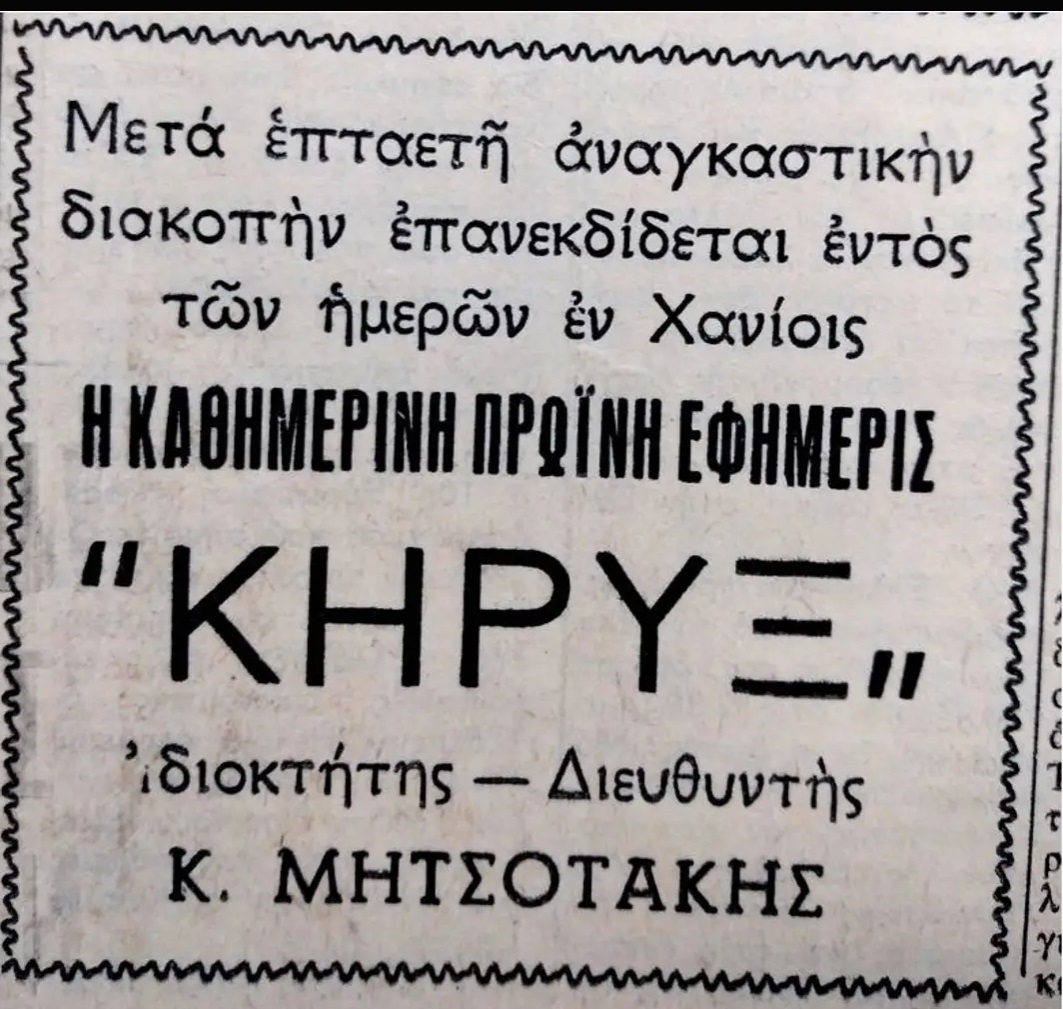 Μετά ἑπταετῆ ἀναγκαστικὴν
διακοπὴν ἐπανεκδίδεται ἐντὸς
τῶν ἡμερῶν ἐν Χανίοις
Η ΚΑΘΗΜΕΡΙΝΗ ΠΡΩΪΝΗ ΕΦΗΜΕΡΙΣ
"ΚΗΡΥΞ„
ἰδιοκτήτης — Διευθυντὴς
Κ. ΜΗΤΣΟΤΑΚΗΣ